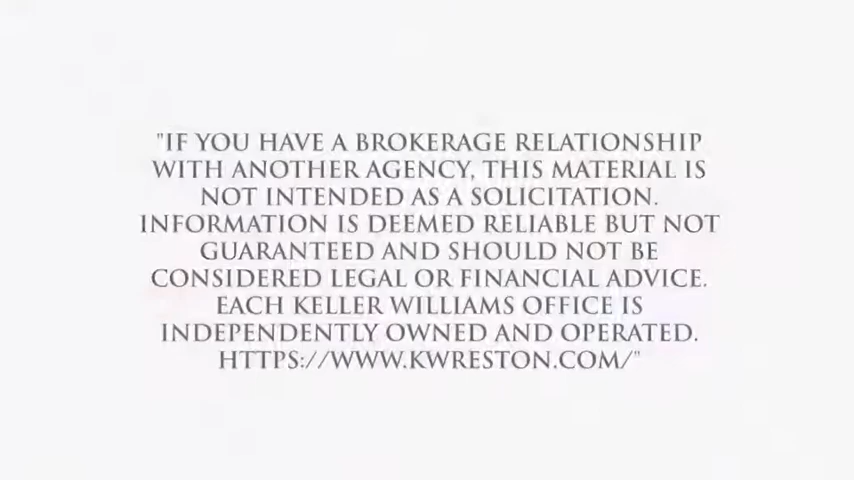 "IF YOU HAVE A BROKERAGE RELATIONSHIP
WITH ANOTHER AGENCY, THIS MATERIAL IS
NOT INTENDED AS A SOLICITATION.
INFORMATION IS DEEMED RELIABLE BUT NOT
GUARANTEED AND SHOULD NOT BE
CONSIDERED LEGAL OR FINANCIAL ADVICE.
EACH KELLER WILLIAMS OFFICE IS
INDEPENDENTLY OWNED AND OPERATED.
HTTPS://WWW.KWRESTON.COM/"